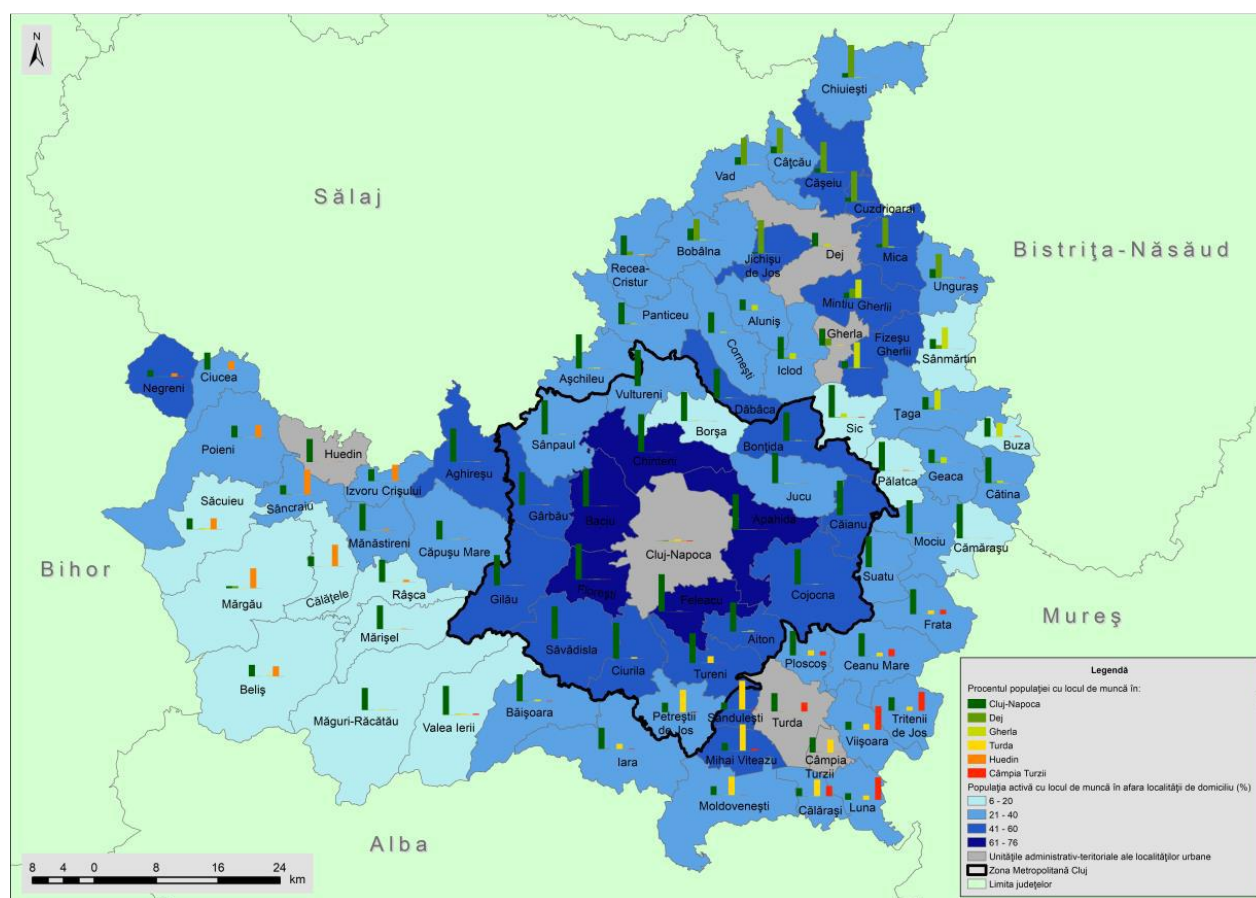 N
Chiuieşti
Câţcău
Vad
Căşeiu
Sălaj
Cuzdrioara
Bistriţa-Năsăud
Bobâlna
Jichişu
de Jos
Dej
Mica
Recea-
Cristur
Unguraş
Mintiu Gherlii
Panticeu
Aluniş
Gherla
Fizeşu
Gherlii
Corneşti
Sânmărtin
Iclod
Negreni
Ciucea
Aşchileu
Vultureni
Dăbâca
Ţaga
Sic
Borşa
Buza
Sânpaul
Bonţida
Poieni
Huedin
Chinteni
Aghireşu
Geaca
Pălatca
Izvoru Crişului
Jucu
Cătina
Săcuieu
Sâncraiu
Gârbău
Baciu
Apahida
Căianu
Mociu
Mănăstireni
Căpuşu Mare
Cluj-Napoca
Cămăraşu
Bihor
Suatu
Râşca
Floreşti
Cojocna
Mărgău
Călăţele
Gilău
Feleacu
Frata
Mureş
Mărişel
Săvădisla
Aiton
Ciurila
Tureni
Ploscoş
Ceanu Mare
Beliş
Măguri-Răcătău
Valea Ierii
Băişoara
Petreştii
de Jos
Sănduleşti
Turda
Tritenii
de Jos
Viişoara
Iara
Mihai Viteazu
Câmpia
Turzii
Moldoveneşti
Călăraşi
Luna
Alba
8 4 0 8 16 24
km
Legendă
Procentul populaţiei cu locul de muncă în:
Cluj-Napoca
Dej
Gherla
Turda
Huedin
Câmpia Turzii
Populaţia activă cu locul de muncă în afara localităţii de domiciliu (%)
6 - 20
21 - 40
41 - 60
61 - 76
Unităţile administrativ-teritoriale ale localităţilor urbane
Zona Metropolitană Cluj
Limita judeţelor